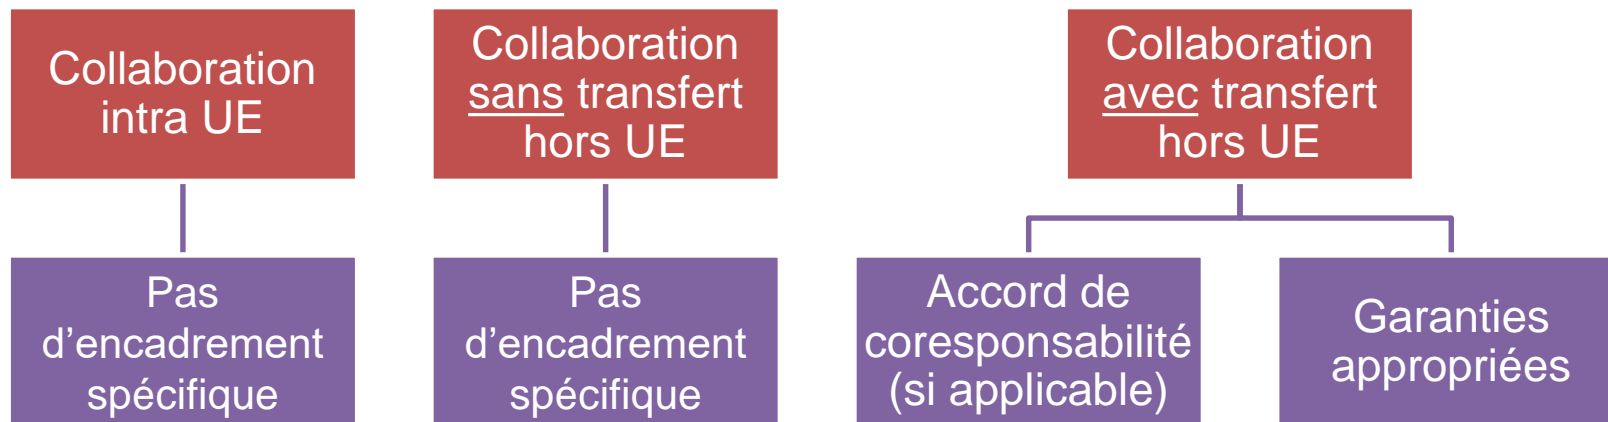 Collaboration
intra UE
Collaboration
sans transfert
hors UE
Collaboration
avec transfert
hors UE
Pas
d’encadrement
spécifique
Pas
d’encadrement
spécifique
Accord de
coresponsabilité
(si applicable)
Garanties
appropriées